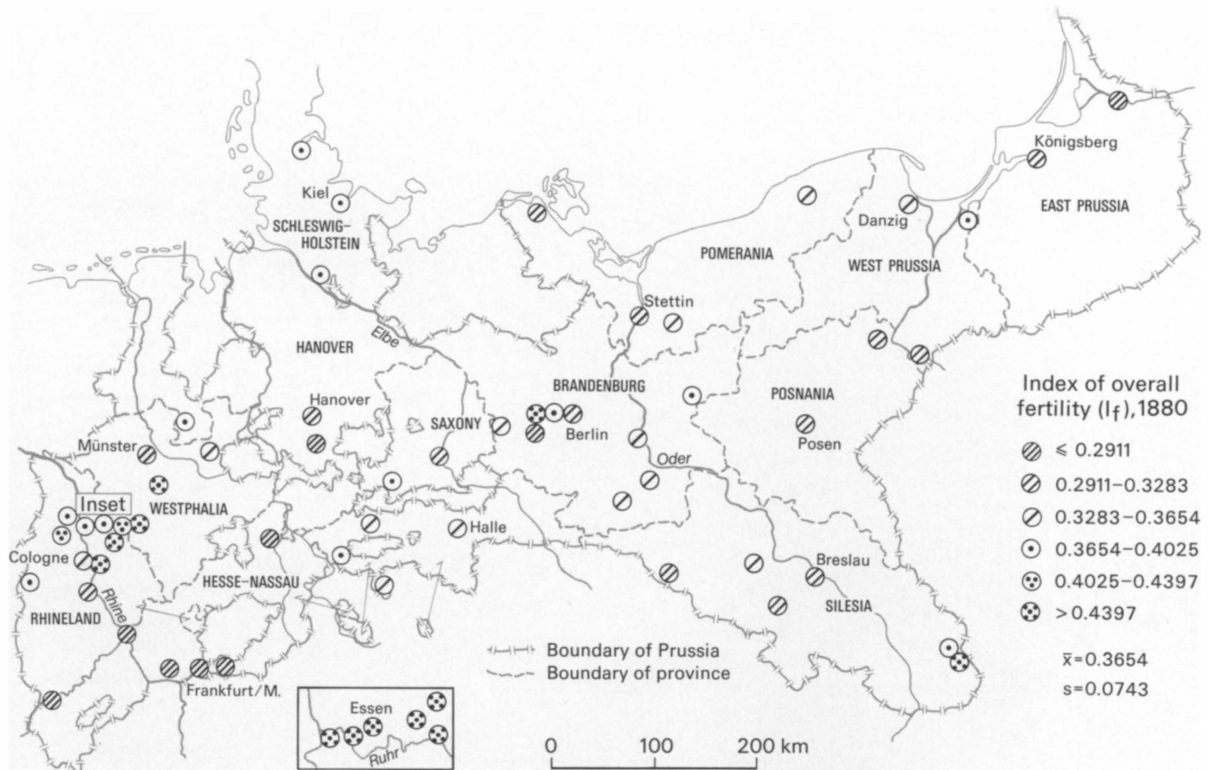 Königsberg
Kiel
EAST PRUSSIA
Danzig
SCHLESWIG-
HOLSTEIN
POMERANIA
WEST PRUSSIA
Stettin
Elbe
HANOVER
BRANDENBURG
POSNANIA
Hanover
SAXONY
Berlin
Posen
Münster
Oder
Inset
WESTPHALIA
Halle
Cologne
Breslau
HESSE-NASSAU
Rhine
RHINELAND
SILESIA
Frankfurt/M.
Index of overall
fertility (If), 1880
≤ 0.2911
0.2911–0.3283
0.3283–0.3654
0.3654–0.4025
0.4025–0.4397
>0.4397
x̄=0.3654
s=0.0743
Boundary of Prussia
Boundary of province
Essen
Ruhr
0 100 200 km